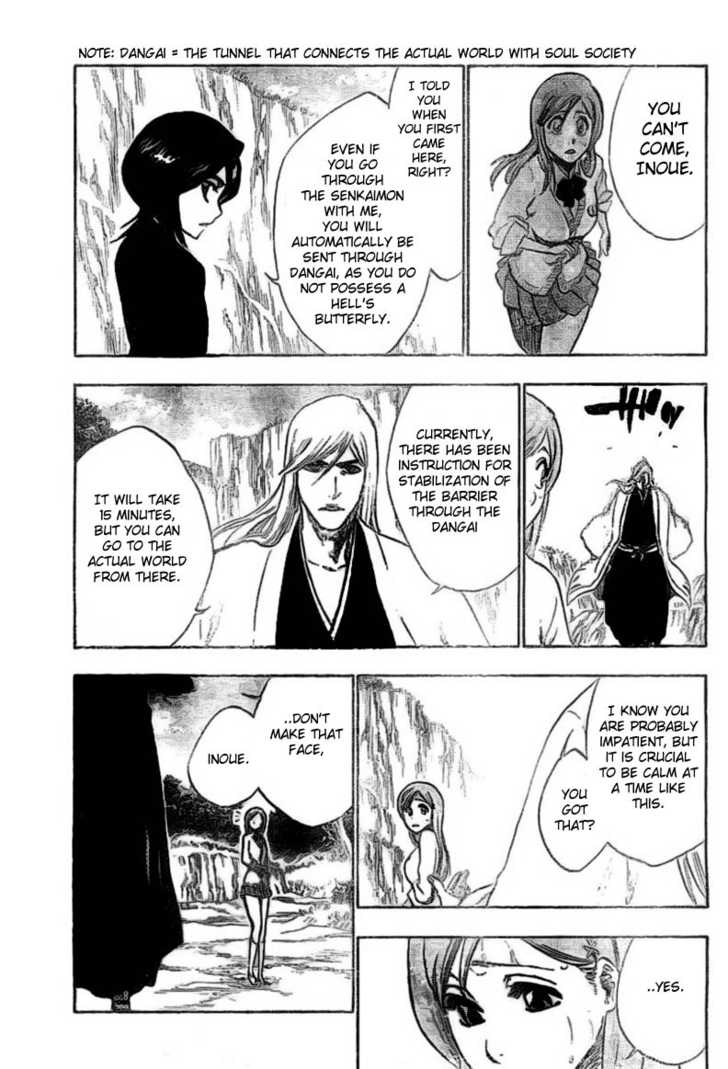 NOTE: DANGAI = THE TUNNEL THAT CONNECTS THE ACTUAL WORLD WITH SOUL SOCIETY
YOU
CAN'T
COME,
INOUE.
I TOLD
YOU
WHEN
YOU FIRST
CAME
HERE,
RIGHT?
EVEN IF
YOU GO
THROUGH
THE SENKAIMON
WITH ME,
YOU WILL
AUTOMATICALLY BE
SENT THROUGH
DANGAI, AS YOU DO
NOT POSSESS A
HELL'S
BUTTERFLY.
CURRENTLY,
THERE HAS BEEN
INSTRUCTION FOR
STABILIZATION
OF THE BARRIER
THROUGH THE
DANGAI
IT WILL TAKE
15 MINUTES,
BUT YOU CAN
GO TO THE
ACTUAL WORLD
FROM THERE.
I KNOW YOU
ARE PROBABLY
IMPATIENT, BUT
IT IS CRUCIAL
TO BE CALM AT
A TIME LIKE
THIS.
YOU
GOT
THAT?
..YES.
..DON'T
MAKE THAT
FACE,
INOUE.